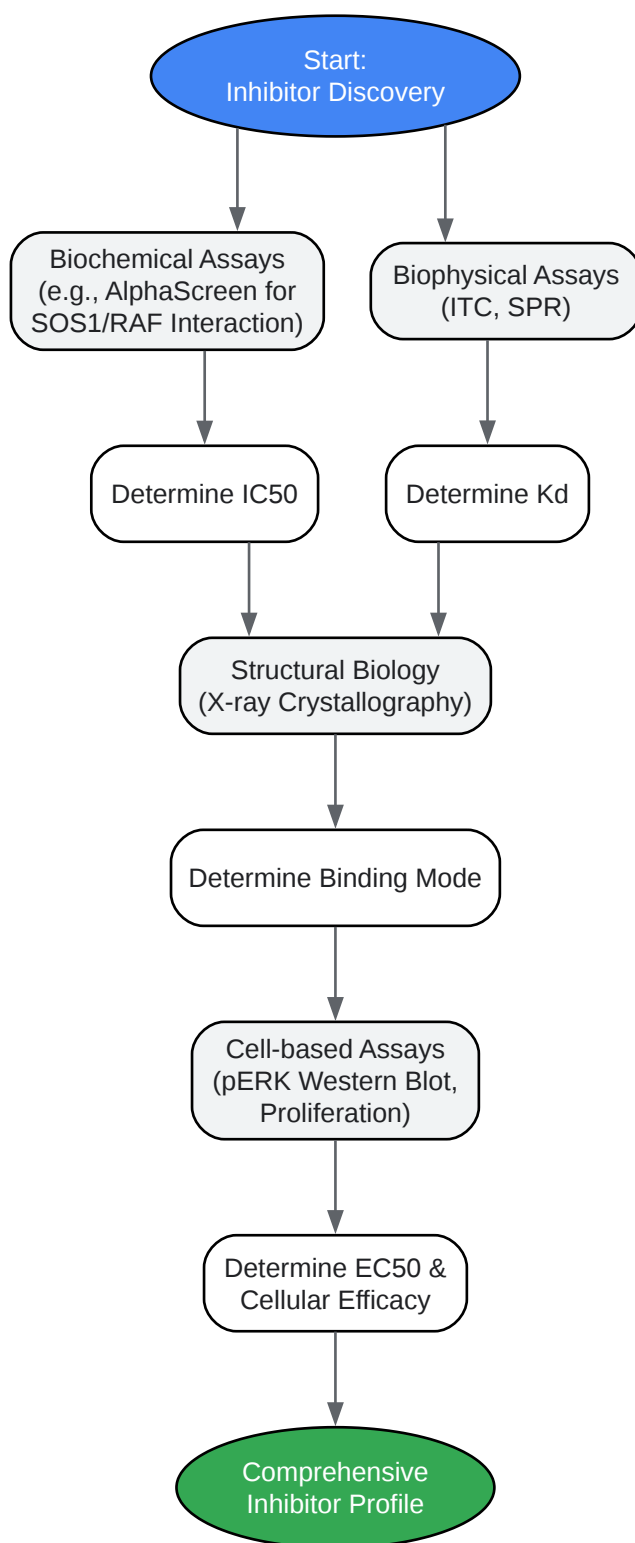 Start:
Inhibitor Discovery
Biochemical Assays
(e.g., AlphaScreen for
SOS1/RAF Interaction)
Biophysical Assays
(ITC, SPR)
Determine IC50
Determine Kd
Structural Biology
(X-ray Crystallography)
Determine Binding Mode
Cell-based Assays
(pERK Western Blot,
Proliferation)
Determine EC50 &
Cellular Efficacy
Comprehensive
Inhibitor Profile